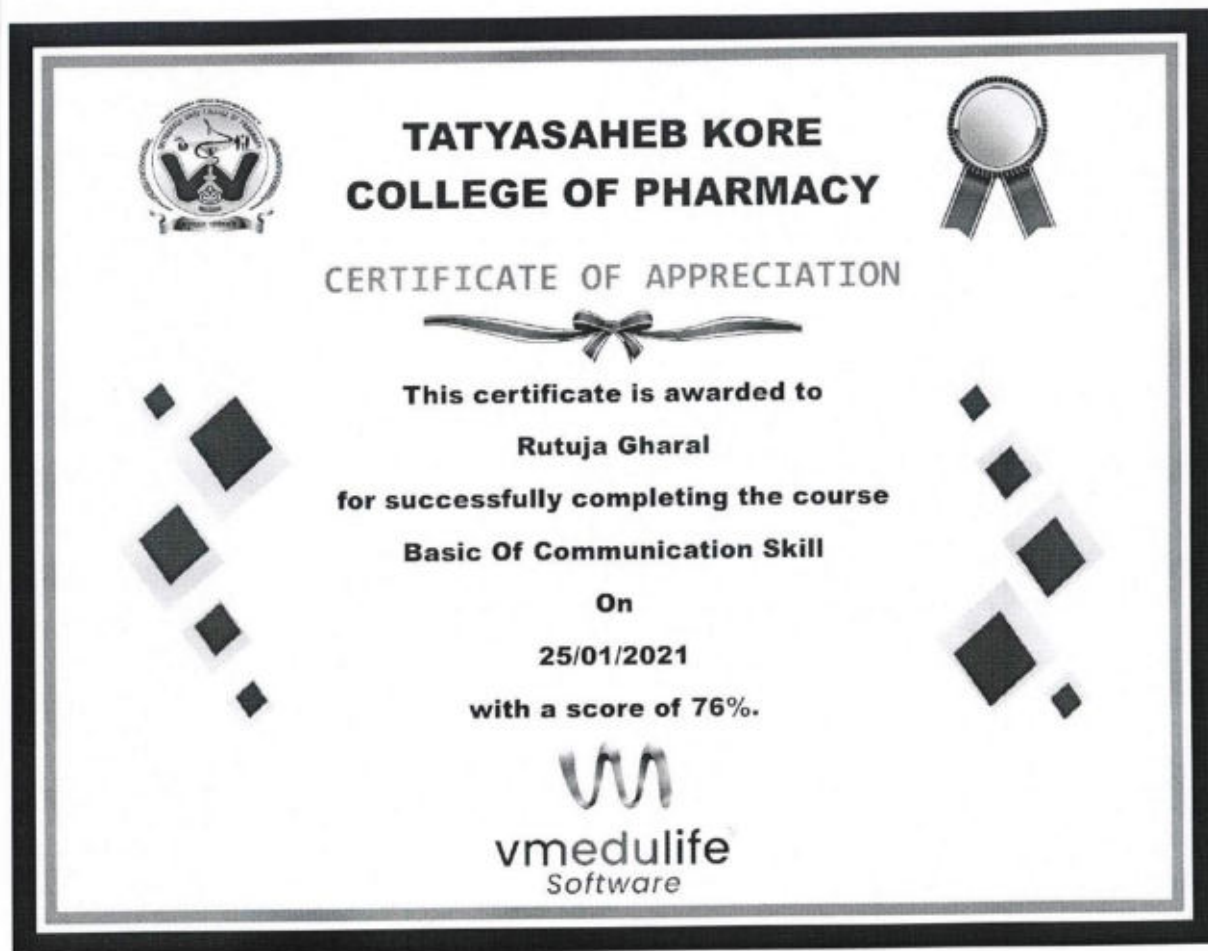 TATYASAHEB KORE
COLLEGE OF PHARMACY
CERTIFICATE OF APPRECIATION
This certificate is awarded to
Rutuja Gharal
for successfully completing the course
Basic Of Communication Skill
On
25/01/2021
with a score of 76%.
vmedulife
Software